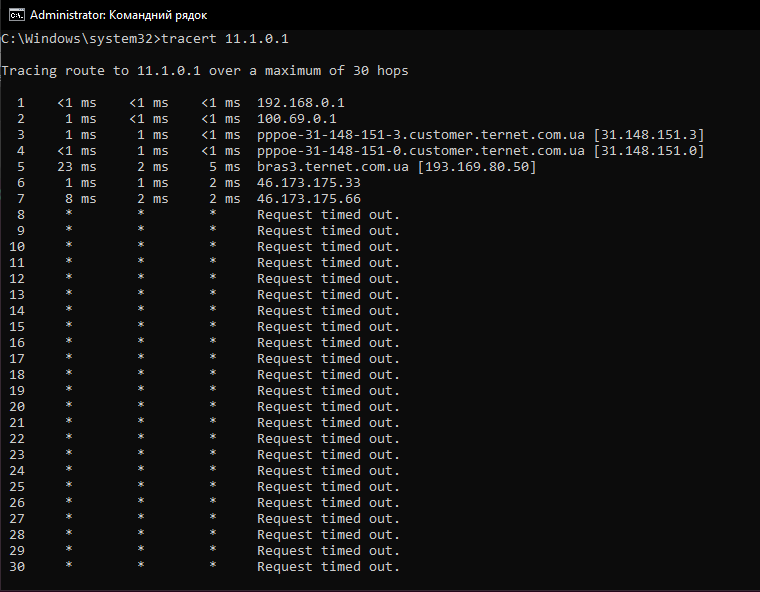 Administrator: Командний рядок
C:\Windows\system32>tracert 11.1.0.1
Tracing route to 11.1.0.1 over a maximum of 30 hops
1 <1 ms <1 ms <1 ms 192.168.0.1
2 1 ms <1 ms <1 ms 100.69.0.1
3 1 ms 1 ms <1 ms pppoe-31-148-151-3.customer.ternet.com.ua [31.148.151.3]
4 <1 ms 1 ms <1 ms pppoe-31-148-151-0.customer.ternet.com.ua [31.148.151.0]
5 23 ms 2 ms 5 ms bras3.ternet.com.ua [193.169.80.50]
6 1 ms 1 ms 2 ms 46.173.175.33
7 8 ms 2 ms 2 ms 46.173.175.66
8 * * * Request timed out.
9 * * * Request timed out.
10 * * * Request timed out.
11 * * * Request timed out.
12 * * * Request timed out.
13 * * * Request timed out.
14 * * * Request timed out.
15 * * * Request timed out.
16 * * * Request timed out.
17 * * * Request timed out.
18 * * * Request timed out.
19 * * * Request timed out.
20 * * * Request timed out.
21 * * * Request timed out.
22 * * * Request timed out.
23 * * * Request timed out.
24 * * * Request timed out.
25 * * * Request timed out.
26 * * * Request timed out.
27 * * * Request timed out.
28 * * * Request timed out.
29 * * * Request timed out.
30 * * * Request timed out.